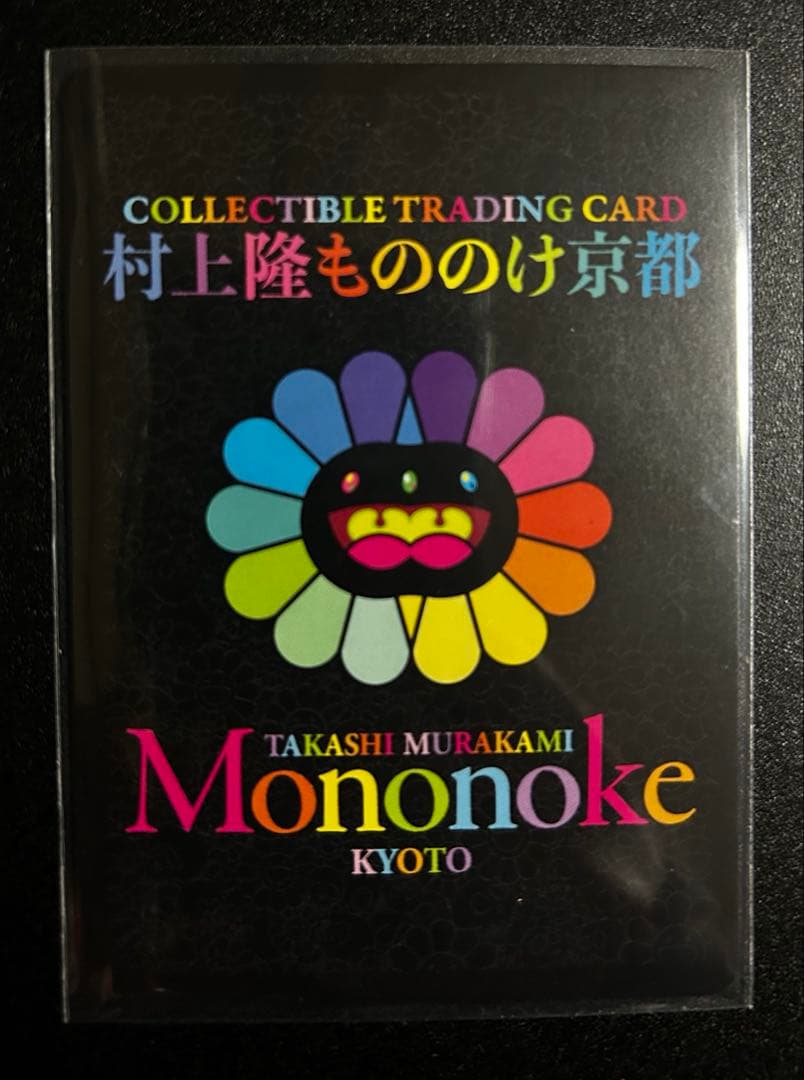 COLLECTIBLE TRADING CARD
村上隆もののけ京都
TAKASHI MURAKAMI
Mononoke
KYOTO